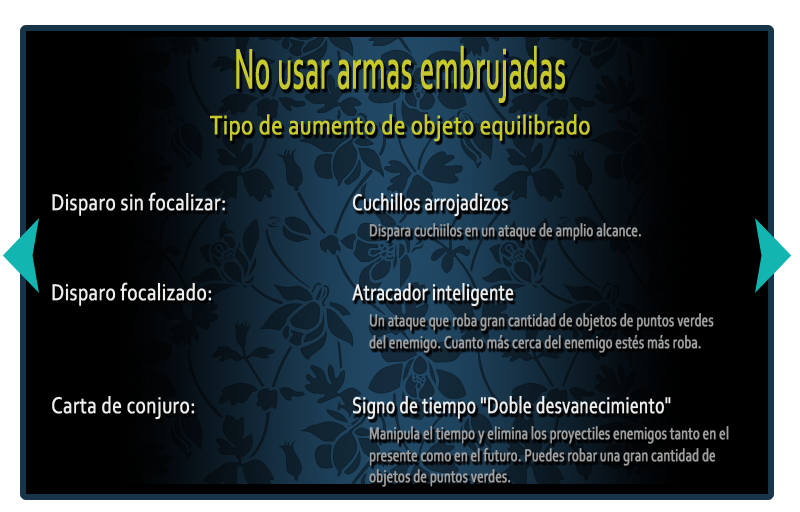 No usar armas embrujadas
Tipo de aumento de objeto equilibrado
Disparo sin focalizar:
Cuchillos arrojadizos
Dispara cuchiilos en un ataque de amplio alcance.
Disparo focalizado:
Atracador inteligente
Un ataque que roba gran cantidad de objetos de puntos verdes
del enemigo. Cuanto más cerca del enemigo estés más roba.
Carta de conjuro:
Signo de tiempo "Doble desvanecimiento"
Manipula el tiempo y elimina los proyectiles enemigos tanto en el
presente como en el futuro. Puedes robar una gran cantidad de
objetos de puntos verdes.